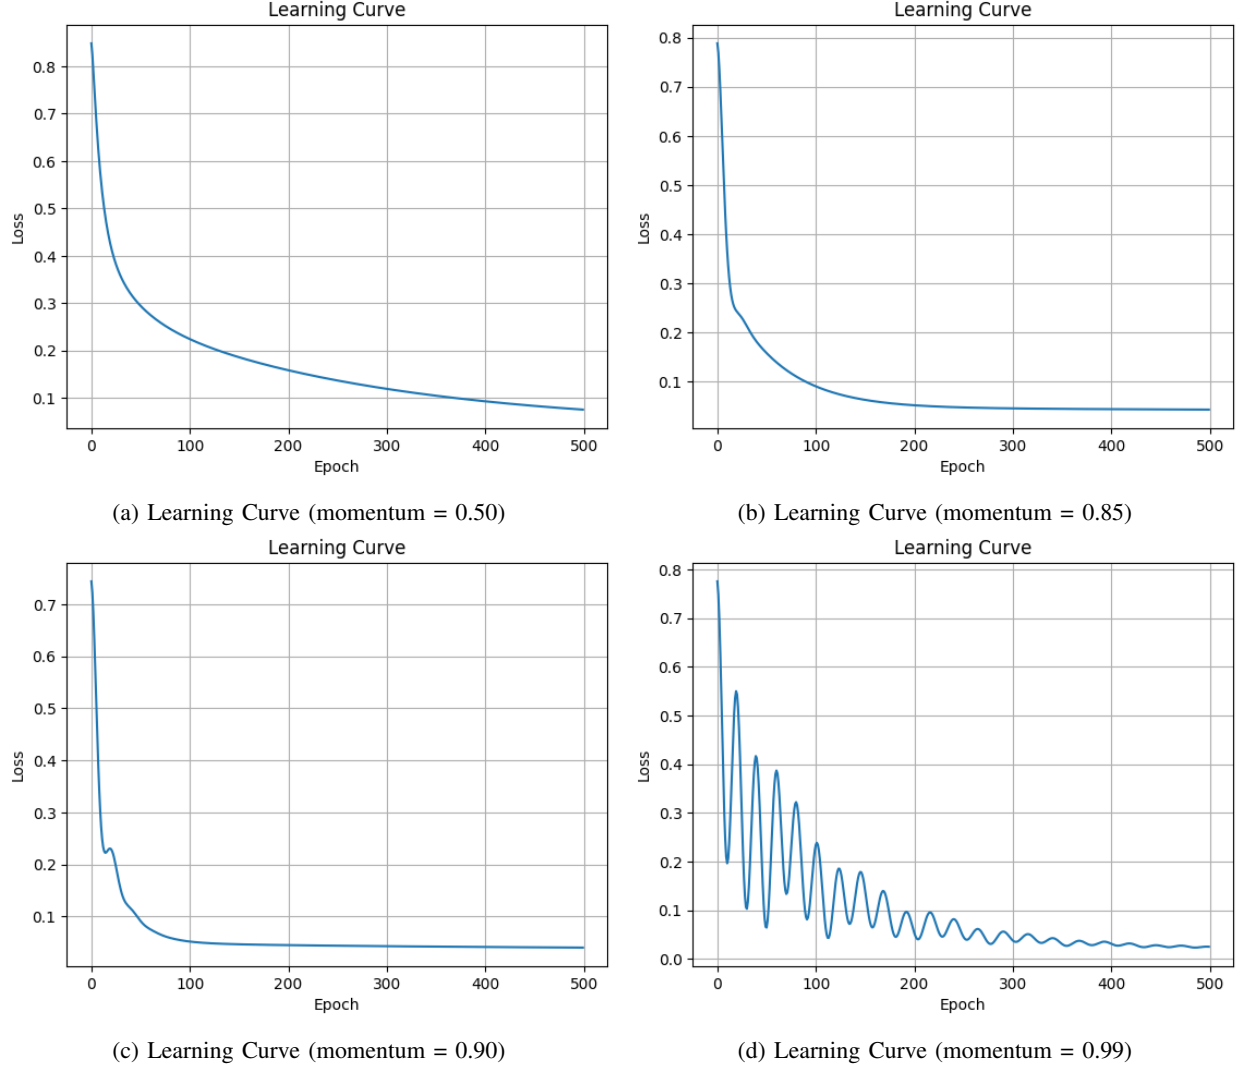 Learning Curve
Learning Curve
0.8
0.7
0.6
0.5
0.4
0.3
0.2
0.1
Loss
0 100 200 300 400 500
Epoch
0.8
0.7
0.6
0.5
0.4
0.3
0.2
0.1
Loss
0 100 200 300 400 500
Epoch
(a) Learning Curve (momentum = 0.50)
(b) Learning Curve (momentum = 0.85)
Learning Curve
Learning Curve
0.7
0.6
0.5
0.4
0.3
0.2
0.1
Loss
0 100 200 300 400 500
Epoch
0.8
0.7
0.6
0.5
0.4
0.3
0.2
0.1
0.0
Loss
0 100 200 300 400 500
Epoch
(c) Learning Curve (momentum = 0.90)
(d) Learning Curve (momentum = 0.99)